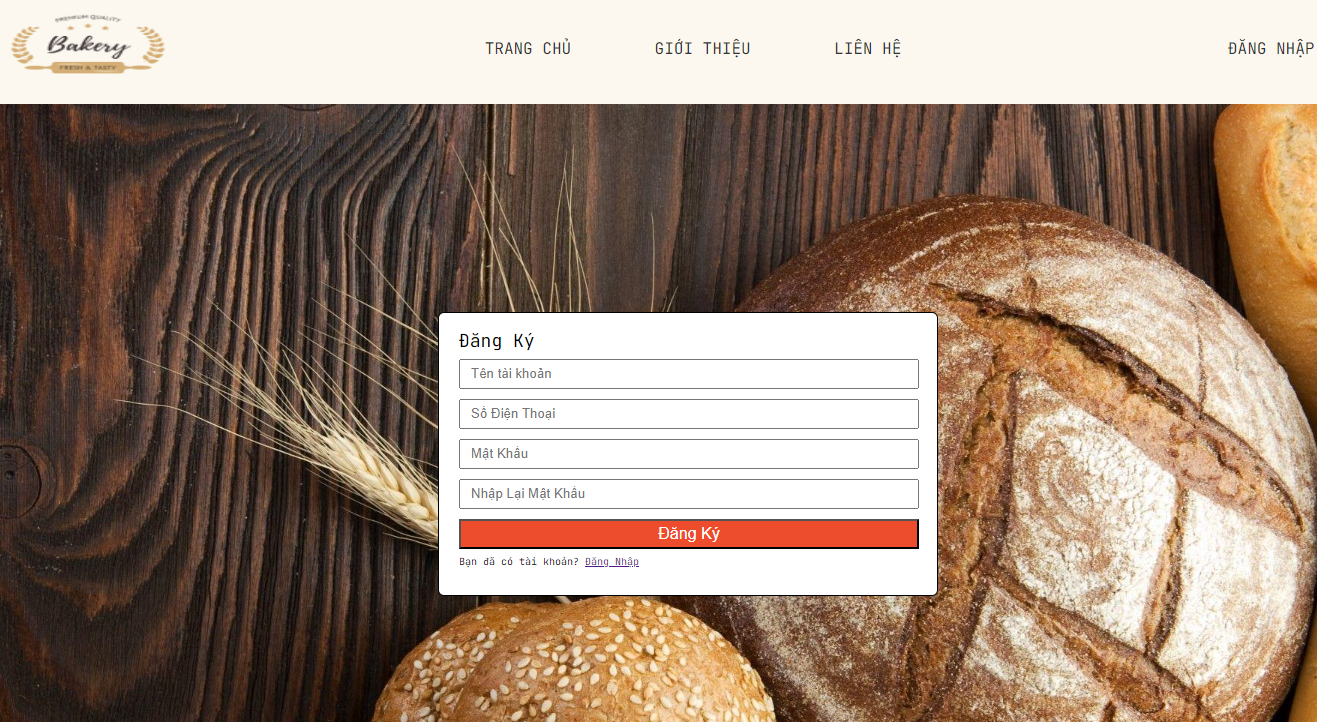 PREMIUM QUALITY
Bakery
FRESH & TASTY
TRANG CHỦ
GIỚI THIỆU
LIÊN HỆ
ĐĂNG NHẬP
Đăng Ký
Tên tài khoản
Số Điện Thoại
Mật Khẩu
Nhập Lại Mật Khẩu
Đăng Ký
Bạn đã có tài khoản? Đăng Nhập